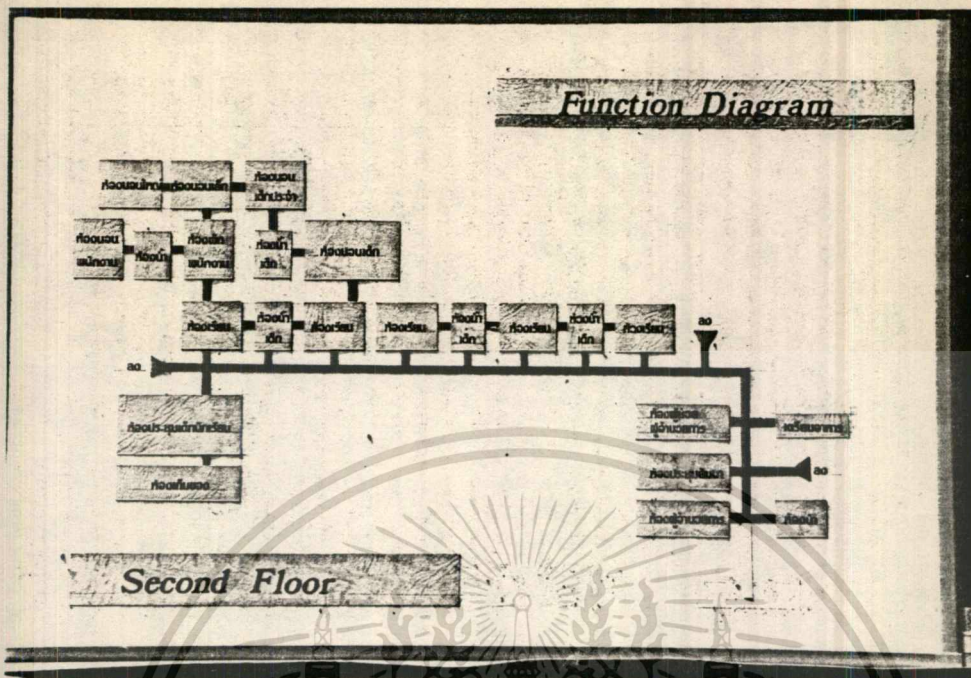 Function Diagram
ห้องนอนเด็ก
ห้องนอน
เด็กประจำ
ห้องนอน
พนักงาน
ห้องน้ำ
ห้องพัก
พนักงาน
ห้องน้ำ
เด็ก
ห้องนอนเด็ก
ห้องเรียน
ห้องน้ำ
เด็ก
ห้องเรียน
ห้องเรียน
ห้องน้ำ
เด็ก
ห้องเรียน
ห้องน้ำ
เด็ก
ห้องเรียน
ลง
ลง
ห้องประชุมเด็กนักเรียน
ห้องเก็บของ
ห้องผู้ช่วย
ผู้อำนวยการ
เตรียมอาหาร
ห้องประชุมสัมนา
ลง
ห้องผู้อำนวยการ
ห้องน้ำ
Second Floor